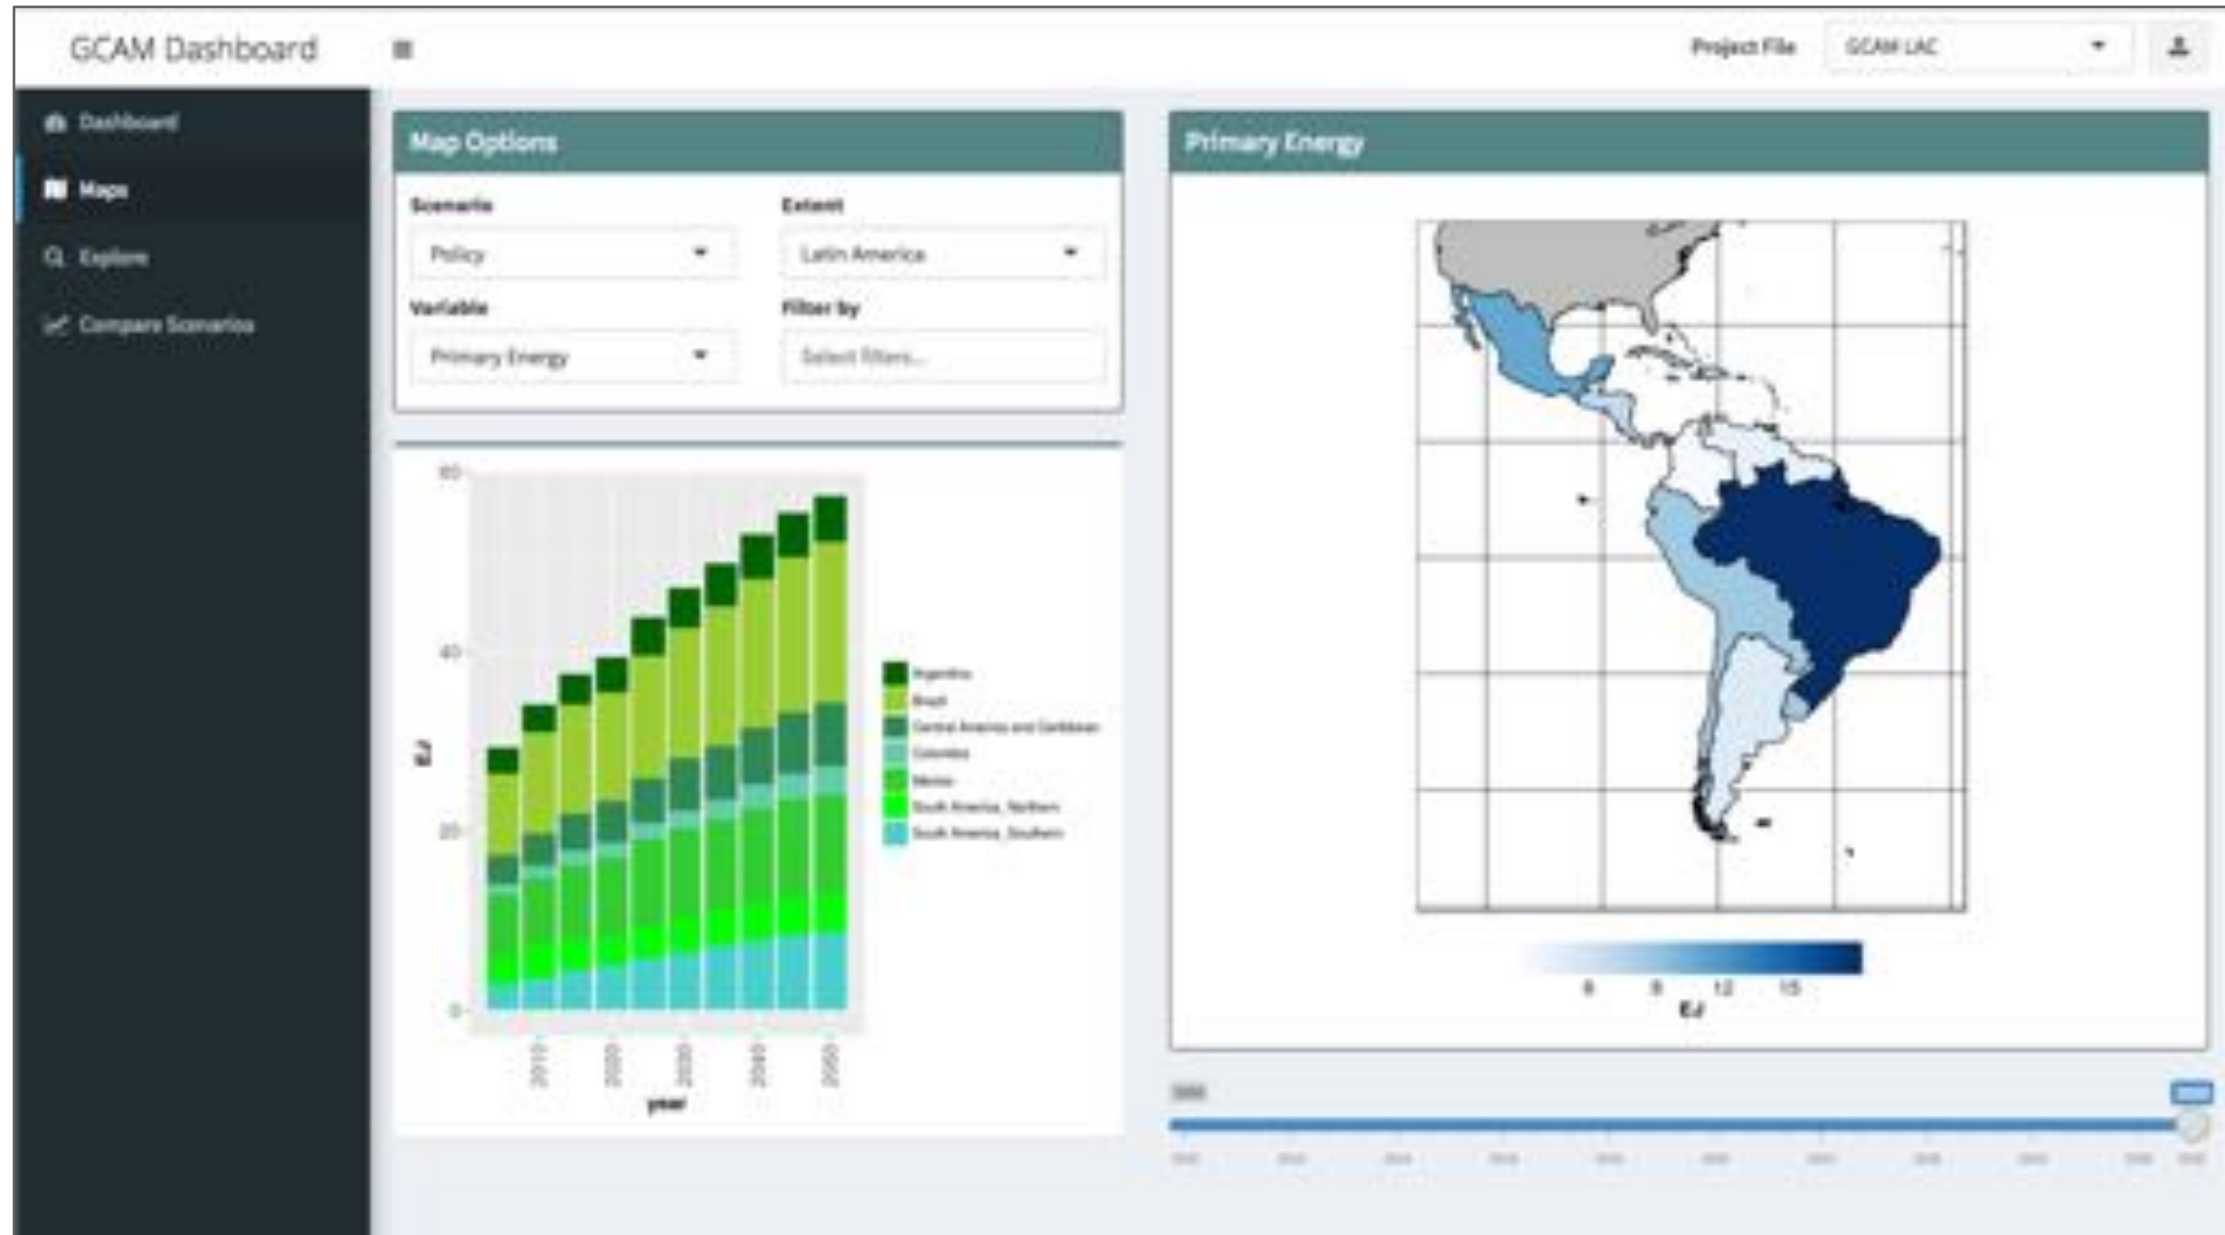 GCAM Dashboard
Project File
GCAM LAC
Dashboard
Maps
Explore
Compare Scenarios
Map Options
Scenario
Extent
Policy
Latin America
Variable
Filter by
Primary Energy
Select filters...
60
40
20
0
EJ
2010
2020
2030
2040
2050
year
Argentina
Brazil
Central America and Caribbean
Colombia
Mexico
South America_Northern
South America_Southern
Primary Energy
6 9 12 15
EJ